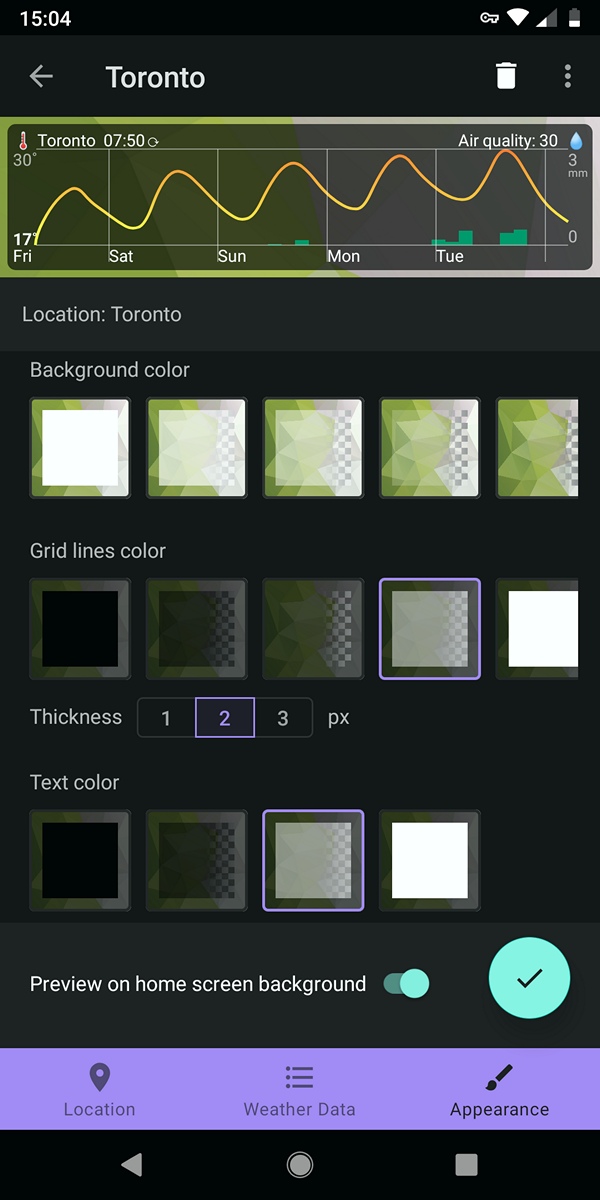 15:04
Toronto
Toronto 07:50 Air quality: 30
30° 3
mm
17° 0
Fri Sat Sun Mon Tue
Location: Toronto
Background color
Grid lines color
Thickness 1 2 3 px
Text color
Preview on home screen background
Location Weather Data Appearance